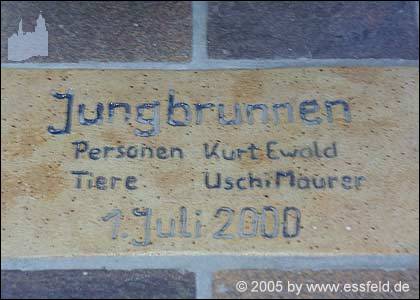 Jungbrunnen
Personen Kurt Ewald
Tiere Uschi Maurer
1. Juli 2000
© 2005 by www.essfeld.de